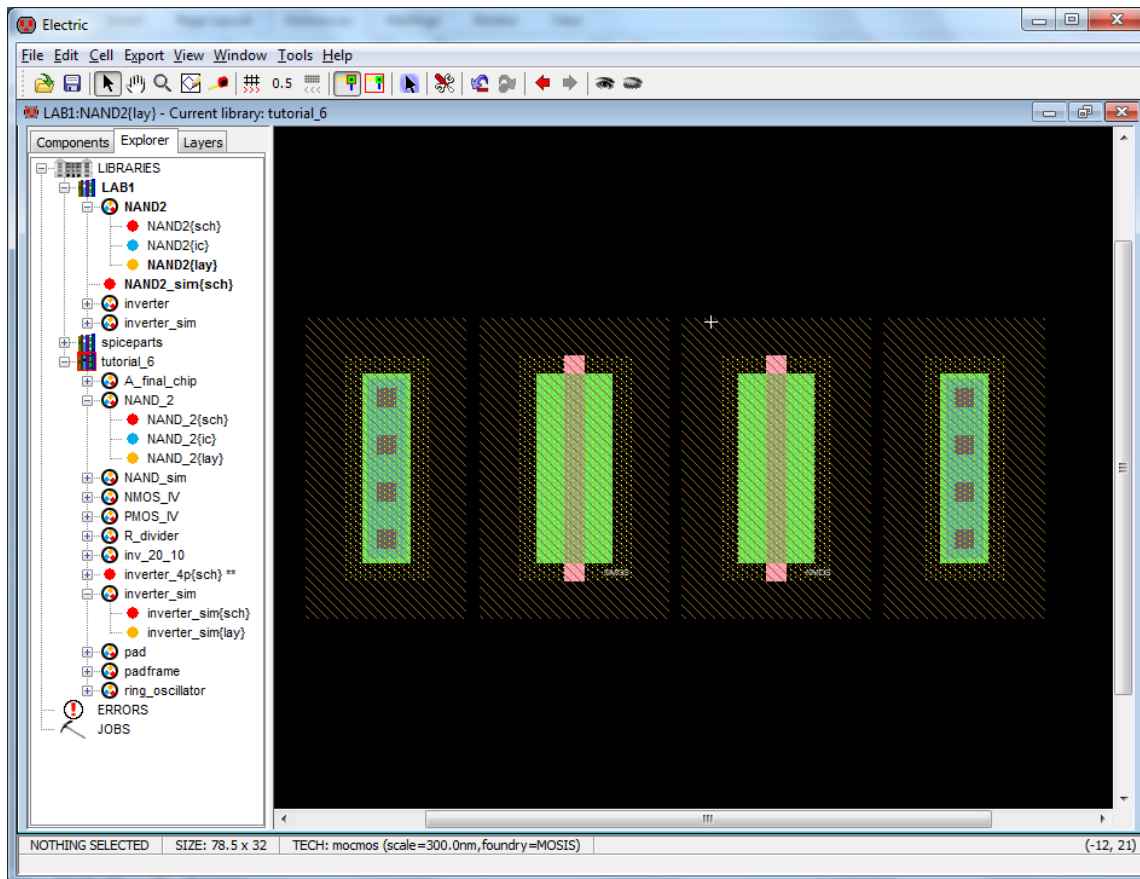 Electric
File Edit Cell Export View Window Tools Help
0.5
LAB1:NAND2{lay} - Current library: tutorial_6
Components Explorer Layers
LIBRARIES
LAB1
NAND2
NAND2{sch}
NAND2{ic}
NAND2{lay}
NAND2_sim{sch}
inverter
inverter_sim
spiceparts
tutorial_6
A_final_chip
NAND_2
NAND_2{sch}
NAND_2{ic}
NAND_2{lay}
NAND_sim
NMOS_IV
PMOS_IV
R_divider
inv_20_10
inverter_4p{sch} **
inverter_sim
inverter_sim{sch}
inverter_sim{lay}
pad
padframe
ring_oscillator
ERRORS
JOBS
NOTHING SELECTED SIZE: 78.5 x 32 TECH: mocmos (scale=300.0nm,foundry=MOSIS) (-12, 21)